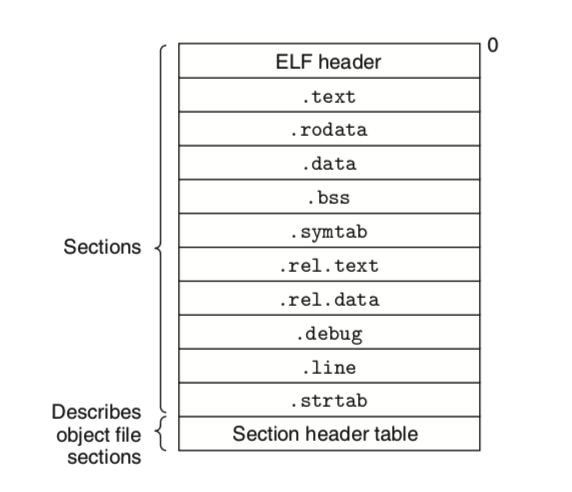 0
ELF header
.text
.rodata
.data
.bss
.symtab
Sections
.rel.text
.rel.data
.debug
.line
.strtab
Describes
object file
sections
Section header table